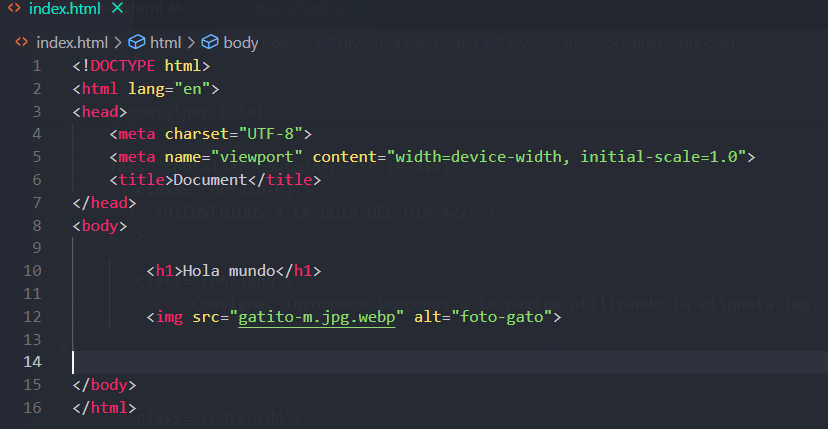 index.html
index.html > html > body
1 <!DOCTYPE html>
2 <html lang="en">
3 <head>
4 <meta charset="UTF-8">
5 <meta name="viewport" content="width=device-width, initial-scale=1.0">
6 <title>Document</title>
7 </head>
8 <body>
9
10 <h1>Hola mundo</h1>
11
12 <img src="gatito-m.jpg.webp" alt="foto-gato">
13
14
15 </body>
16 </html>